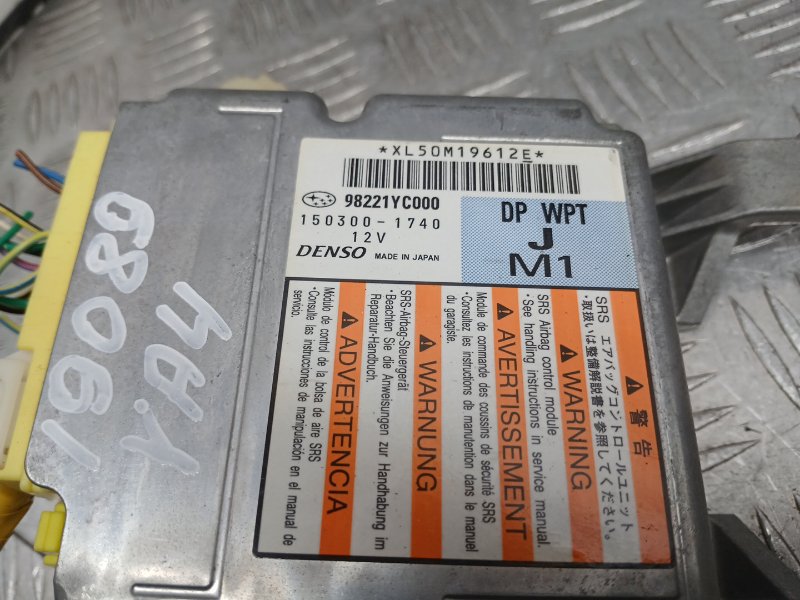 *XL50M19612E*
98221YC000
150300-1740
12V
DENSO MADE IN JAPAN
DP WPT
J
M1
警告
SRS エアバッグコントロールユニット
・取扱いは整備解説書を参照してください。
WARNING
SRS Airbag control module
・See handling instructions in service manual.
AVERTISSEMENT
Module de commande des coussins de sécurité SRS
・Consultez les instructions de manutention dans le manuel
du garagiste.
WARNUNG
SRS-Airbag-Steuergerät
・Beachten Sie die Anweisungen zur Handhabung im
Reparatur-Handbuch.
ADVERTENCIA
Módulo de control de la bolsa de aire SRS
・Consulte las instrucciones de manipulación en el manual de
servicio.
19089
YA4